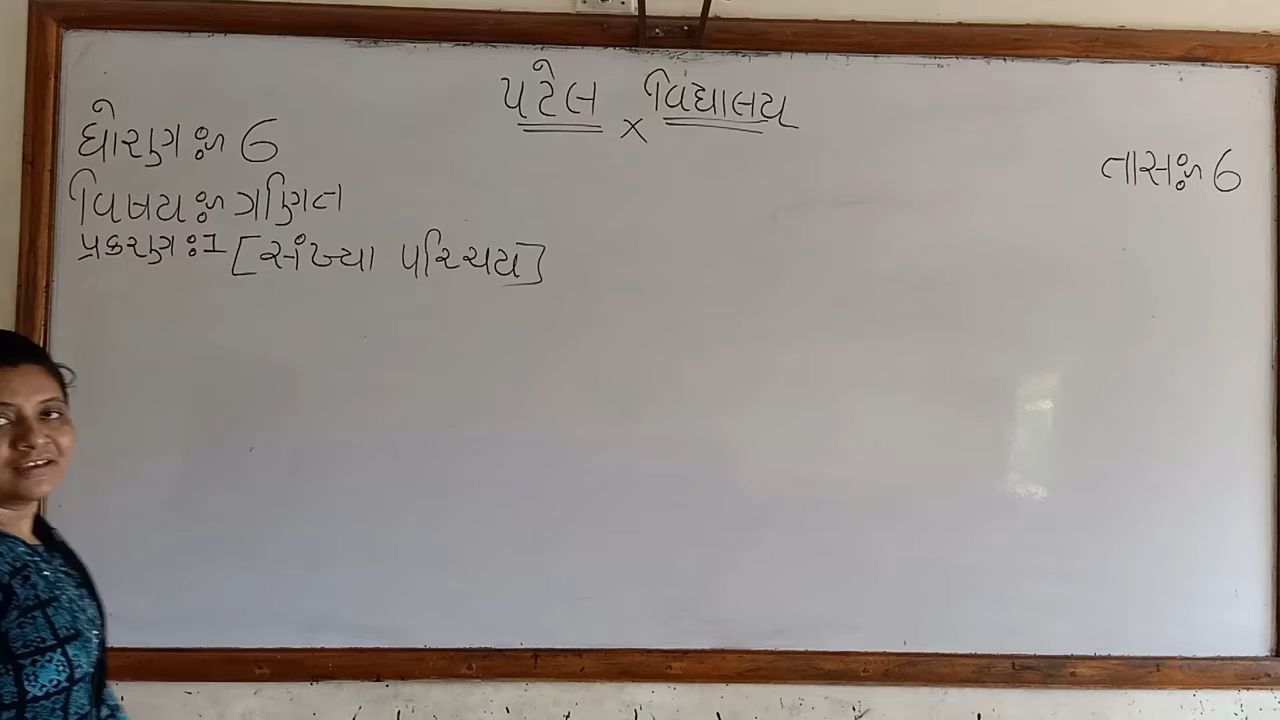 પટેલ વિદ્યાલય
ધોરણ : 6
તાસ : 6
વિષય : ગણિત
પ્રકરણ : 1 [સંખ્યા પરિચય]